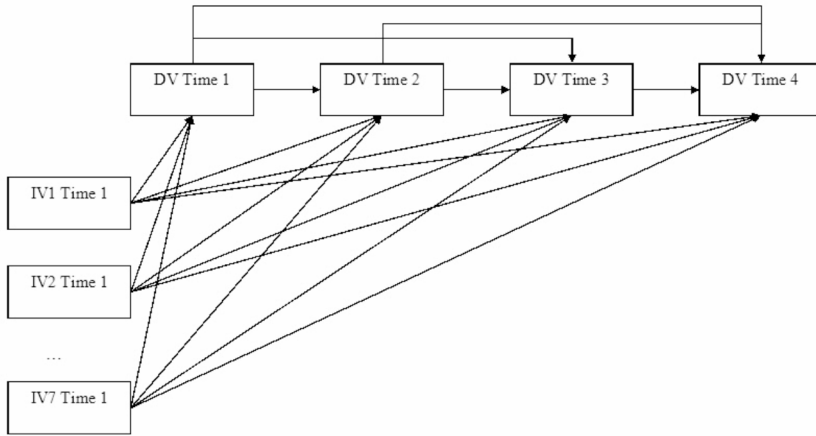 DV Time 1
DV Time 2
DV Time 3
DV Time 4
IV1 Time 1
IV2 Time 1
...
IV7 Time 1